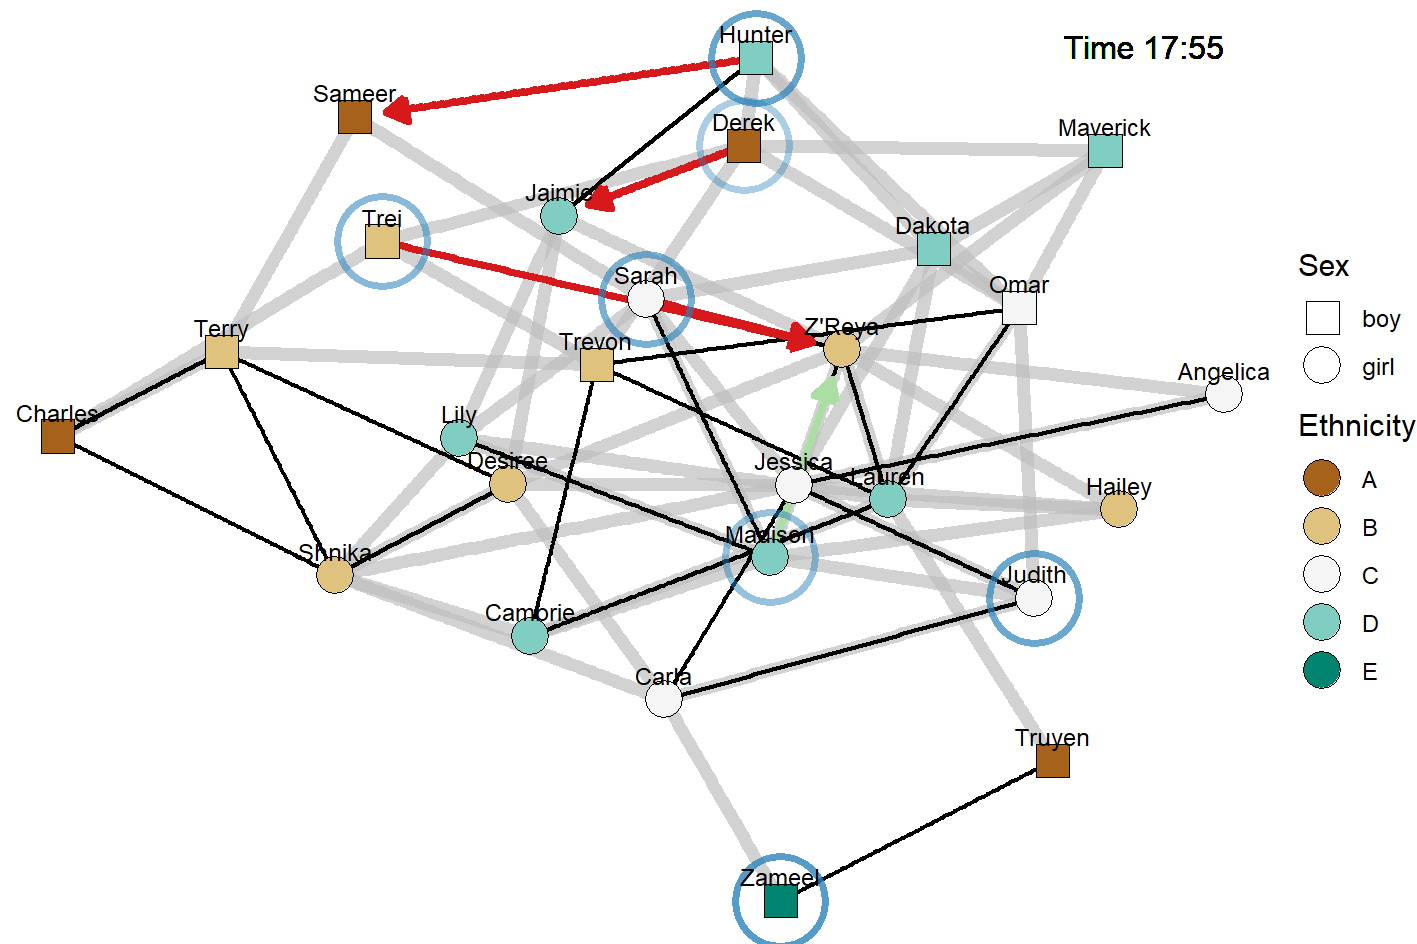 Hunter
Time 17:55
Sameer
Derek
Maverick
Jaimie
Trei
Dakota
Sarah
Omar
Sex
boy
girl
Terry
Trevon
Z'Reya
Angelica
Charles
Lily
Ethnicity
Desiree
Jessica
Lauren
A
Hailey
B
Madison
Shnika
Judith
C
Cambrie
D
Carla
E
Truyen
Zameel